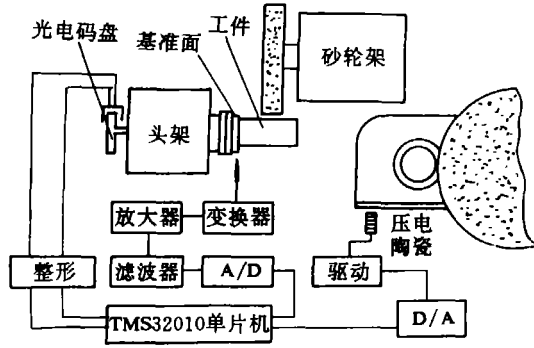 光电码盘
基准面
工件
砂轮架
头架
放大器
变换器
压电
陶瓷
整形
滤波器
A/D
驱动
TMS32010单片机
D/A